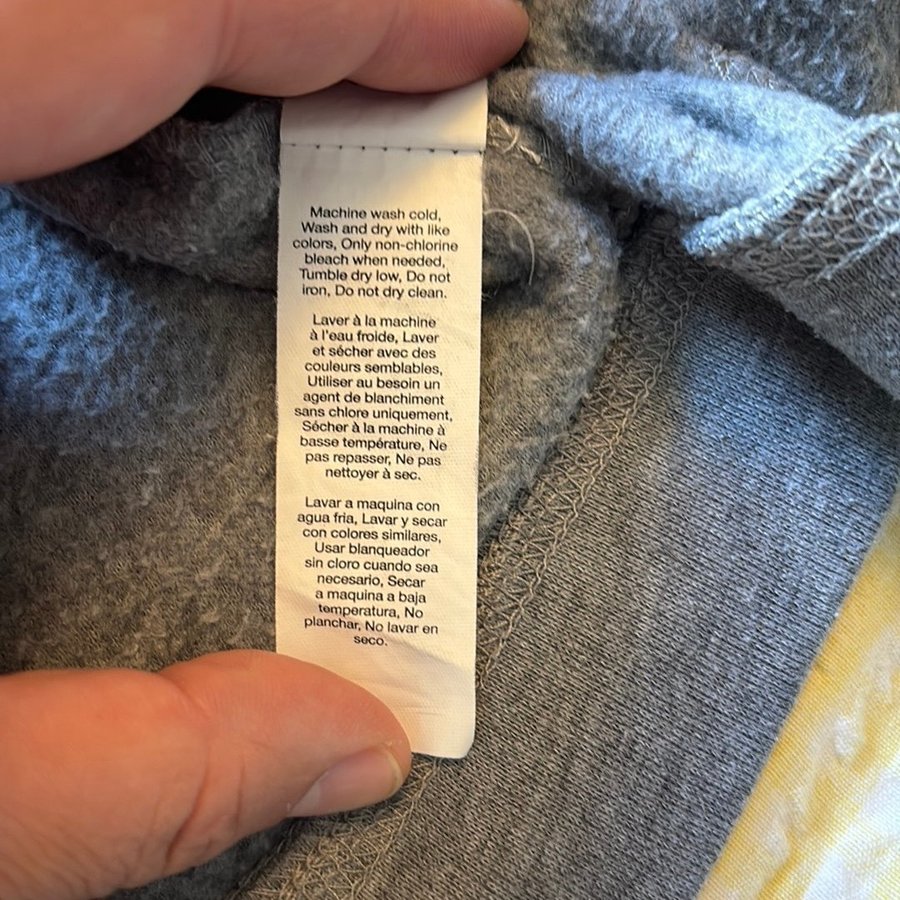 Machine wash cold,
Wash and dry with like
colors, Only non-chlorine
bleach when needed,
Tumble dry low, Do not
iron, Do not dry clean.
Laver à la machine
à l'eau froide, Laver
et sécher avec des
couleurs semblables,
Utiliser au besoin un
agent de blanchiment
sans chlore uniquement,
Sécher à la machine à
basse température, Ne
pas repasser, Ne pas
nettoyer à sec.
Lavar a maquina con
agua fria, Lavar y secar
con colores similares,
Usar blanqueador
sin cloro cuando sea
necesario, Secar
a maquina a baja
temperatura, No
planchar, No lavar en
seco.